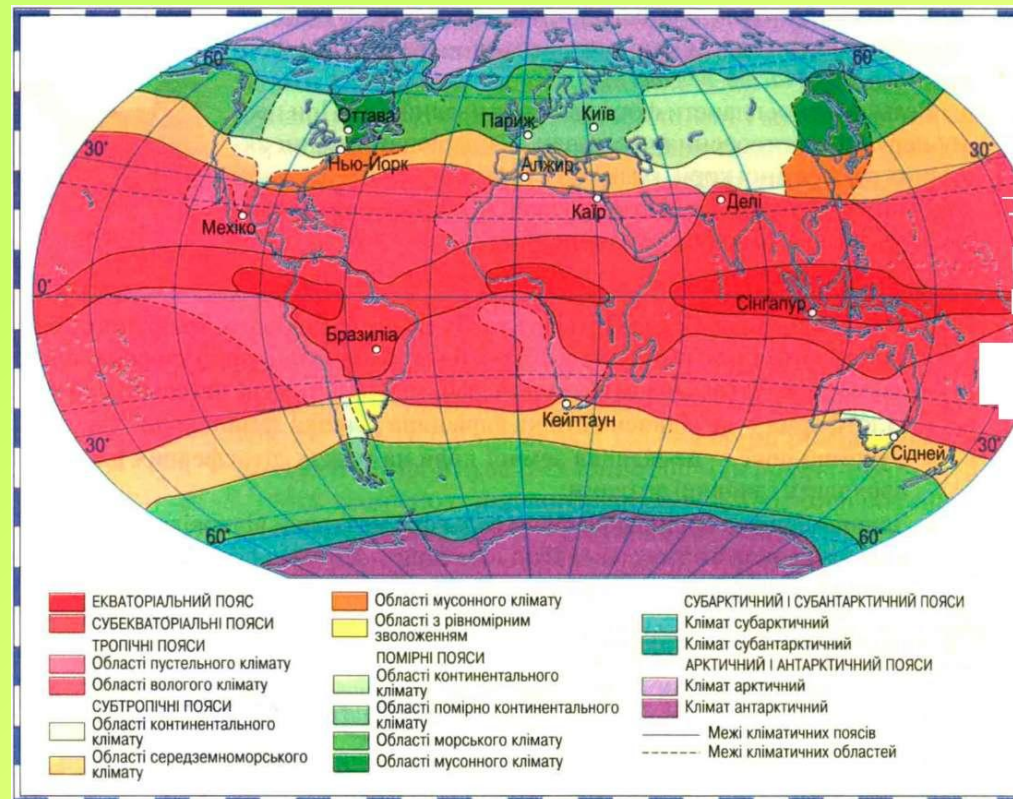 60°
60°
Оттава
Париж
Київ
30°
Нью-Йорк
Алжир
30°
Каїр
Делі
Мехіко
0°
Сінгапур
Бразиліа
Кейптаун
30°
Сідней
30°
60°
60°
ЕКВАТОРІАЛЬНИЙ ПОЯС
СУБЕКВАТОРІАЛЬНІ ПОЯСИ
ТРОПІЧНІ ПОЯСИ
Області пустельного клімату
Області вологого клімату
СУБТРОПІЧНІ ПОЯСИ
Області континентального
клімату
Області середземноморського
клімату
Області мусонного клімату
Області з рівномірним
зволоженням
ПОМІРНІ ПОЯСИ
Області континентального
клімату
Області помірно континентального
клімату
Області морського клімату
Області мусонного клімату
СУБАРКТИЧНИЙ І СУБАНТАРКТИЧНИЙ ПОЯСИ
Клімат субарктичний
Клімат субантарктичний
АРКТИЧНИЙ І АНТАРКТИЧНИЙ ПОЯСИ
Клімат арктичний
Клімат антарктичний
Межі кліматичних поясів
Межі кліматичних областей